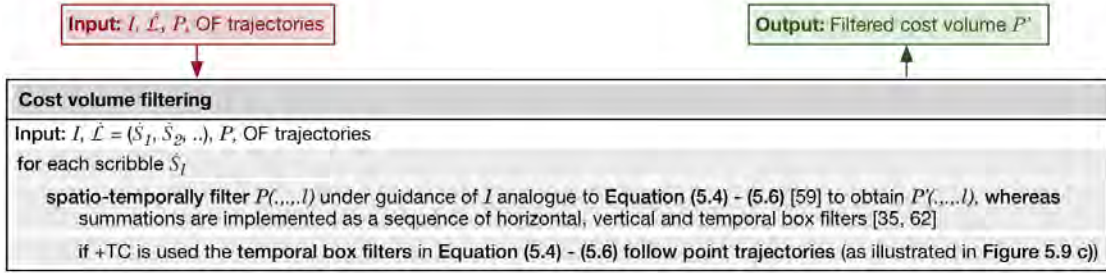 Input: I, L̇, P, OF trajectories
Output: Filtered cost volume P'
Cost volume filtering
Input: I, L̇ = (Ṡ₁, Ṡ₂, ..), P, OF trajectories
for each scribble Ṡₗ
spatio-temporally filter P(.,.,.,l) under guidance of I analogue to Equation (5.4) - (5.6) [59] to obtain P'(.,.,.,l), whereas
summations are implemented as a sequence of horizontal, vertical and temporal box filters [35, 62]
if +TC is used the temporal box filters in Equation (5.4) - (5.6) follow point trajectories (as illustrated in Figure 5.9 c))